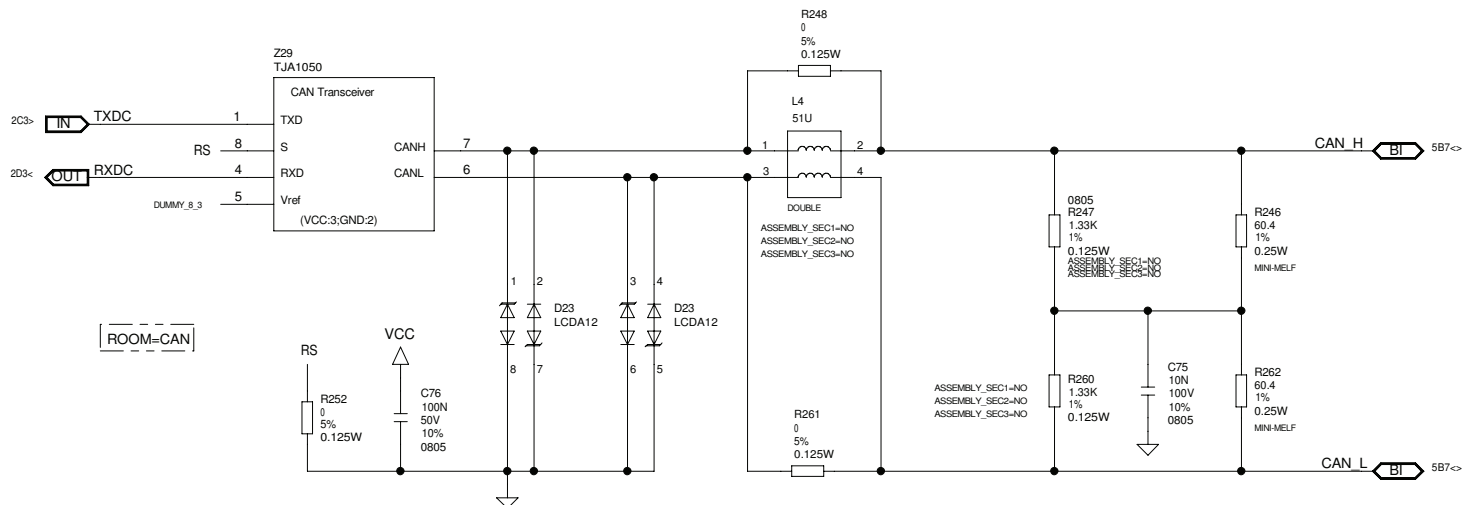 R248
0
5%
0.125W
Z29
TJA1050
CAN Transceiver
L4
51U
2C3>
IN
TXDC
1
TXD
RS
8
S
CANH
7
1
2
CAN_H
BI
5B7<>
2D3<
OUT
RXDC
4
RXD
CANL
6
3
4
DUMMY_8_3
5
Vref
(VCC:3;GND:2)
DOUBLE
ASSEMBLY_SEC1=NO
ASSEMBLY_SEC2=NO
ASSEMBLY_SEC3=NO
0805
R247
1.33K
1%
0.125W
ASSEMBLY_SEC1=NO
ASSEMBLY_SEC2=NO
ASSEMBLY_SEC3=NO
R246
60.4
1%
0.25W
MINI-MELF
1
2
3
4
D23
LCDA12
D23
LCDA12
8
7
6
5
ROOM=CAN
RS
VCC
R252
0
5%
0.125W
C76
100N
50V
10%
0805
ASSEMBLY_SEC1=NO
ASSEMBLY_SEC2=NO
ASSEMBLY_SEC3=NO
R260
1.33K
1%
0.125W
C75
10N
100V
10%
0805
R262
60.4
1%
0.25W
MINI-MELF
R261
0
5%
0.125W
CAN_L
BI
5B7<>